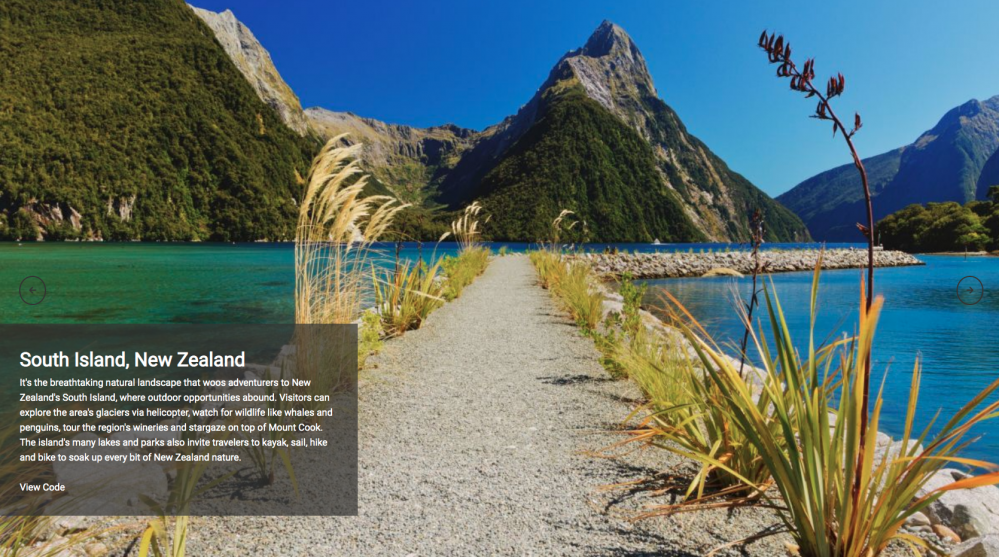 South Island, New Zealand
It's the breathtaking natural landscape that woos adventurers to New
Zealand's South Island, where outdoor opportunities abound. Visitors can
explore the area's glaciers via helicopter, watch for wildlife like whales and
penguins, tour the region's wineries and stargaze on top of Mount Cook.
The island's many lakes and parks also invite travelers to kayak, sail, hike
and bike to soak up every bit of New Zealand nature.
View Code